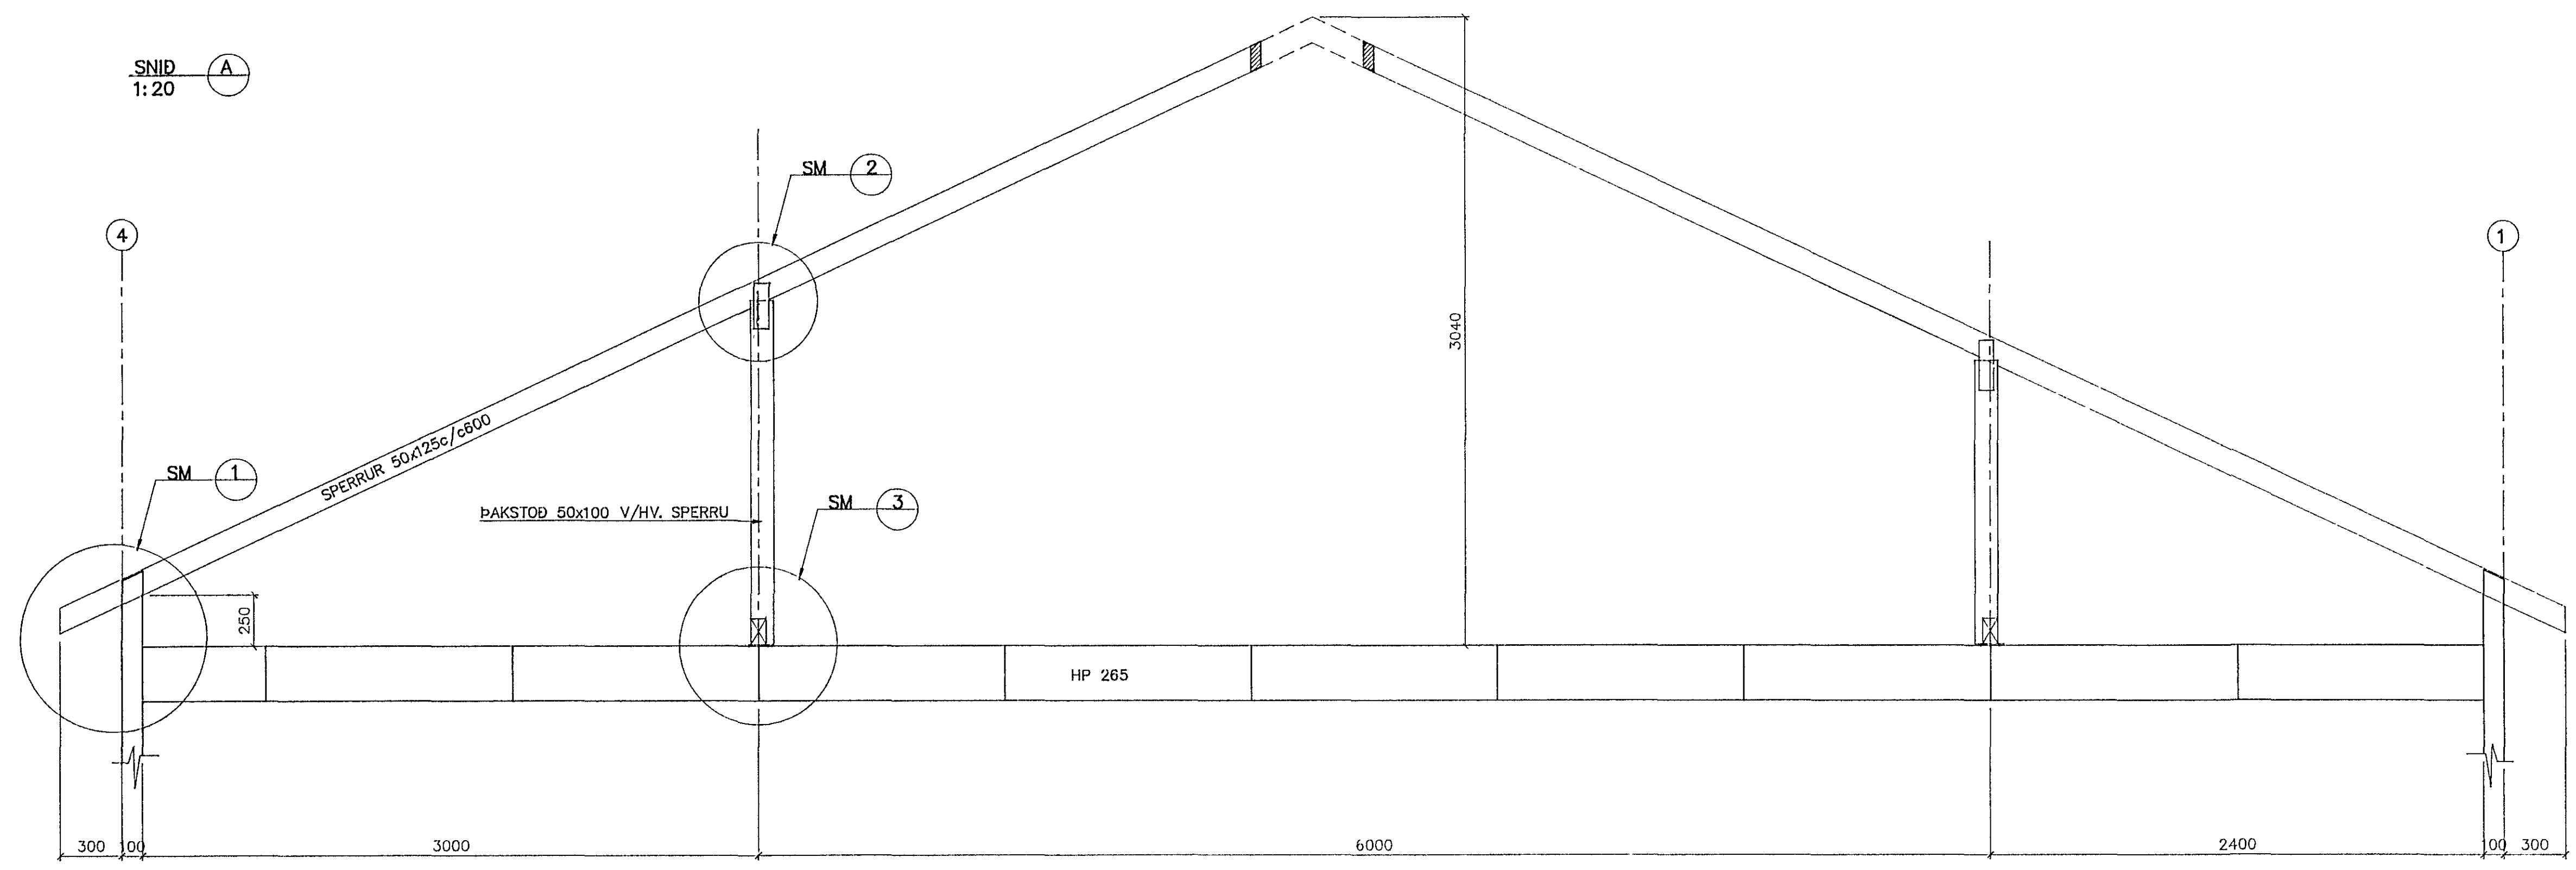 SNIÐ A
1:20
SM 2
4
1
3040
SPERRUR 50x125c/c600
SM 1
ÞAKSTOÐ 50x100 V/HV. SPERRU
SM 3
250
HP 265
300 100 3000 6000 2400 100 300